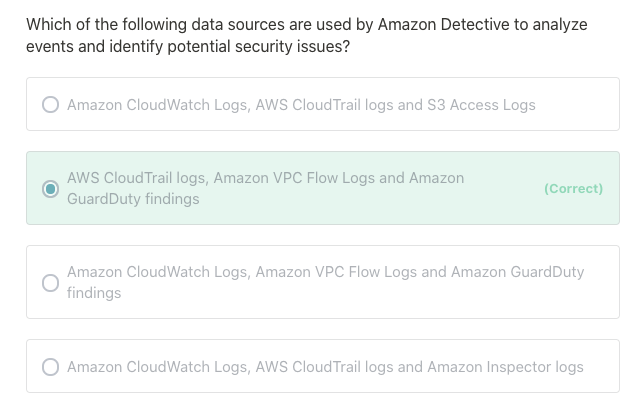 Which of the following data sources are used by Amazon Detective to analyze
events and identify potential security issues?
Amazon CloudWatch Logs, AWS CloudTrail logs and S3 Access Logs
AWS CloudTrail logs, Amazon VPC Flow Logs and Amazon
GuardDuty findings
(Correct)
Amazon CloudWatch Logs, Amazon VPC Flow Logs and Amazon GuardDuty
findings
Amazon CloudWatch Logs, AWS CloudTrail logs and Amazon Inspector logs